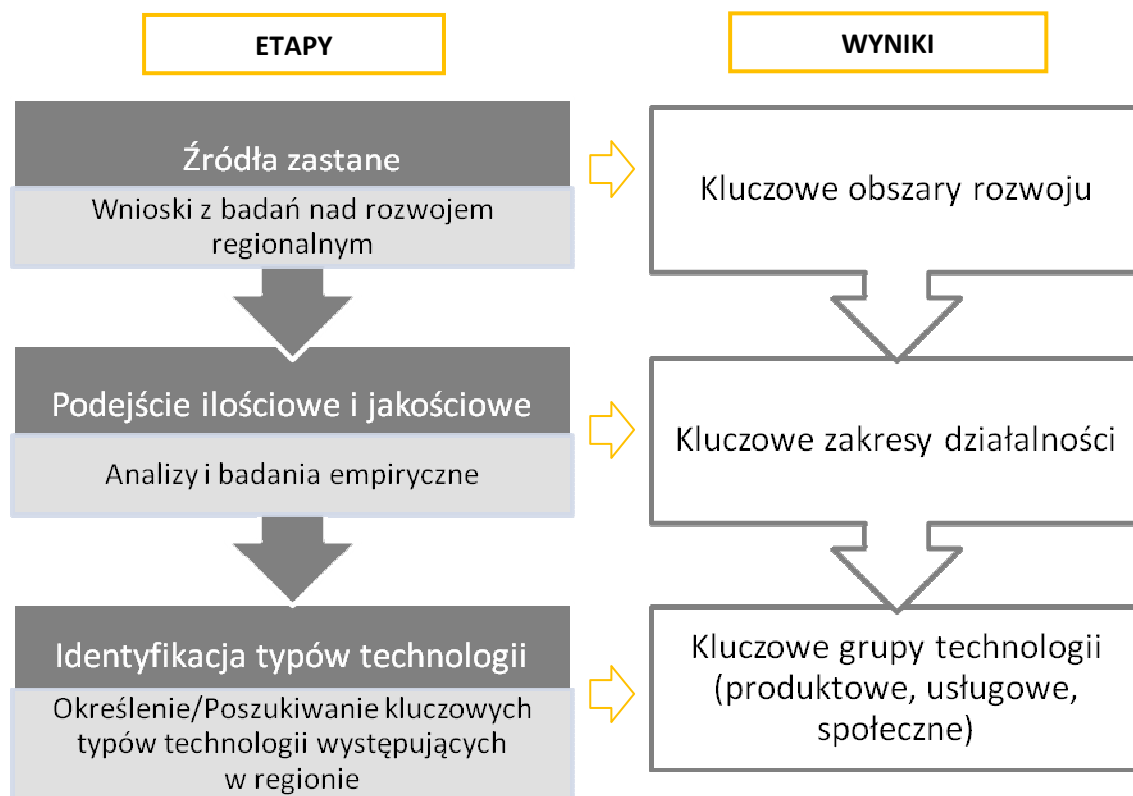 ETAPY
WYNIKI
Źródła zastane
Wnioski z badań nad rozwojem
regionalnym
Kluczowe obszary rozwoju
Podejście ilościowe i jakościowe
Analizy i badania empiryczne
Kluczowe zakresy działalności
Identyfikacja typów technologii
Określenie/Poszukiwanie kluczowych
typów technologii występujących
w regionie
Kluczowe grupy technologii
(produktowe, usługowe,
społeczne)